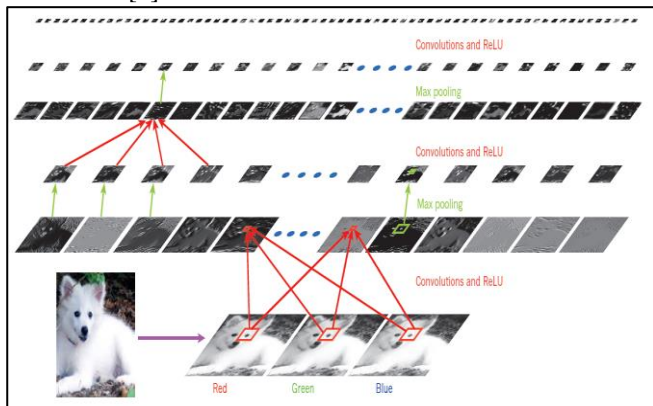 Convolutions and ReLU
Max pooling
Convolutions and ReLU
Max pooling
Convolutions and ReLU
Red Green Blue